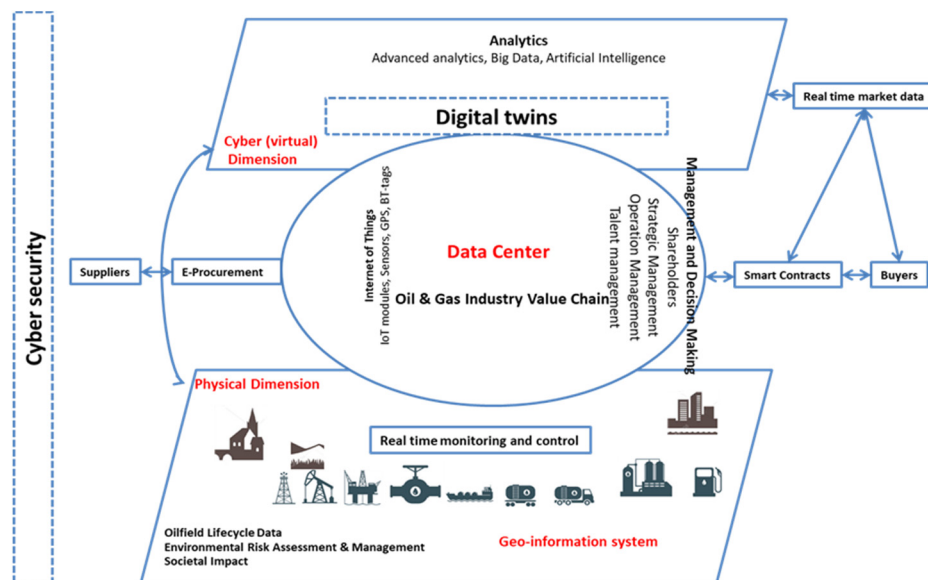 Analytics
Advanced analytics, Big Data, Artificial Intelligence
Digital twins
Cyber (virtual)
Dimension
Real time market data
Cyber security
Suppliers
E-Procurement
Internet of Things
IoT modules, Sensors, GPS, BT-tags
Data Center
Oil & Gas Industry Value Chain
Management and Decision Making
Shareholders
Strategic Management
Operation Management
Talent management
Smart Contracts
Buyers
Physical Dimension
Real time monitoring and control
Oilfield Lifecycle Data
Environmental Risk Assessment & Management
Societal Impact
Geo-information system